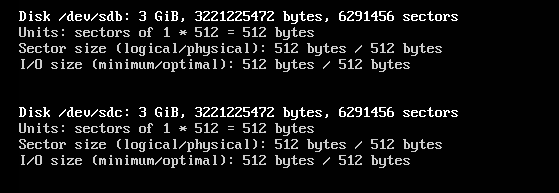 Disk /dev/sdb: 3 GiB, 3221225472 bytes, 6291456 sectors
Units: sectors of 1 * 512 = 512 bytes
Sector size (logical/physical): 512 bytes / 512 bytes
I/O size (minimum/optimal): 512 bytes / 512 bytes
Disk /dev/sdc: 3 GiB, 3221225472 bytes, 6291456 sectors
Units: sectors of 1 * 512 = 512 bytes
Sector size (logical/physical): 512 bytes / 512 bytes
I/O size (minimum/optimal): 512 bytes / 512 bytes